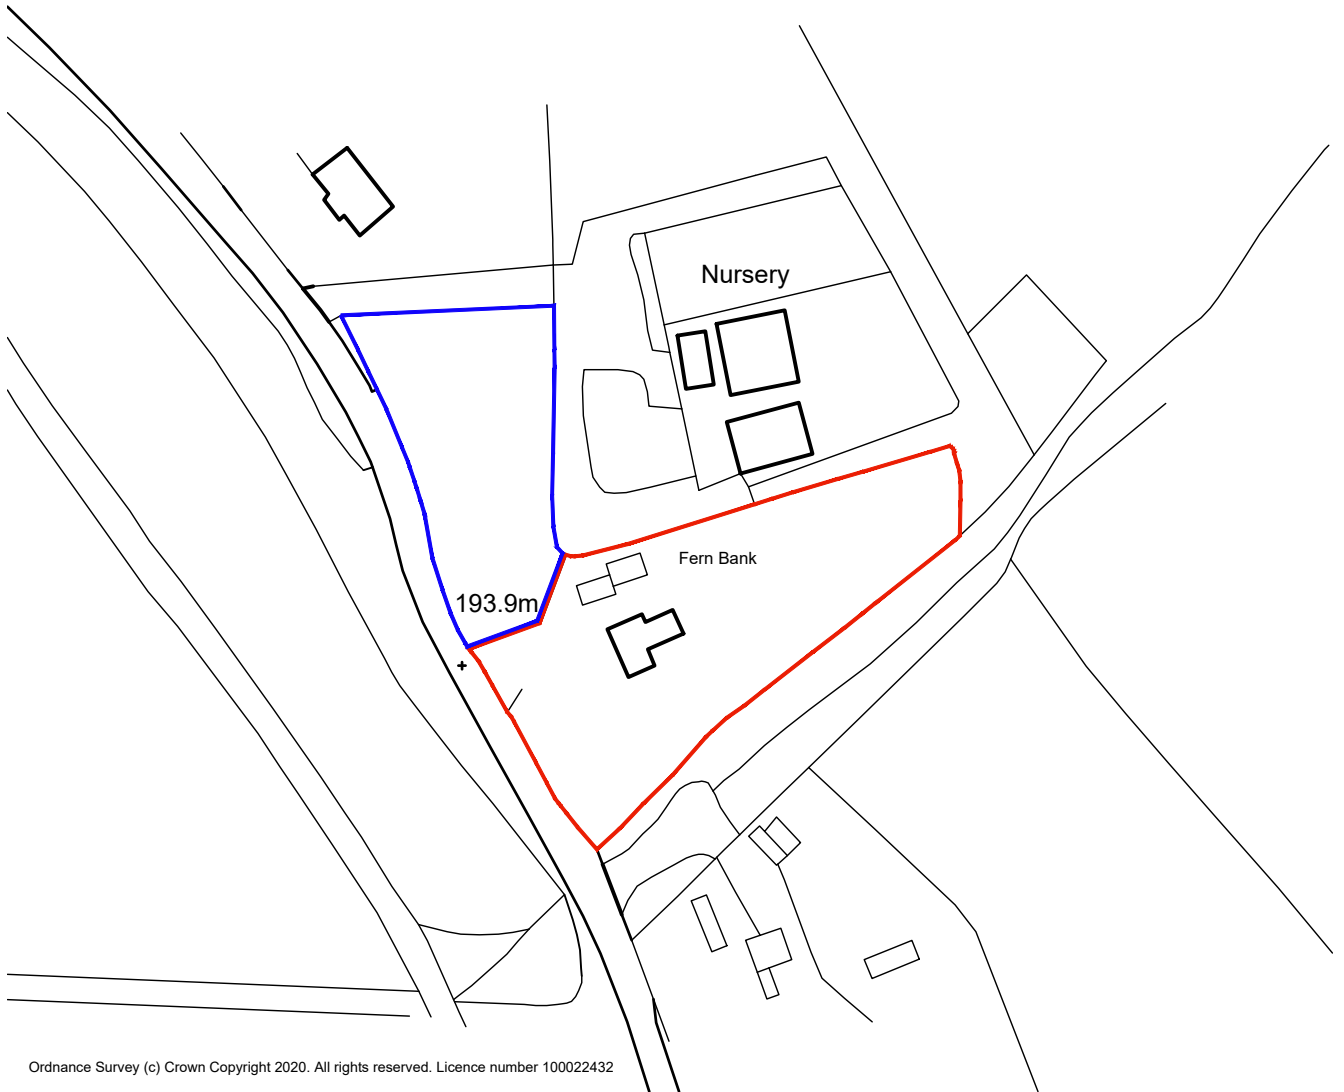 Nursery
Fern Bank
193.9m
Ordnance Survey (c) Crown Copyright 2020. All rights reserved. Licence number 100022432